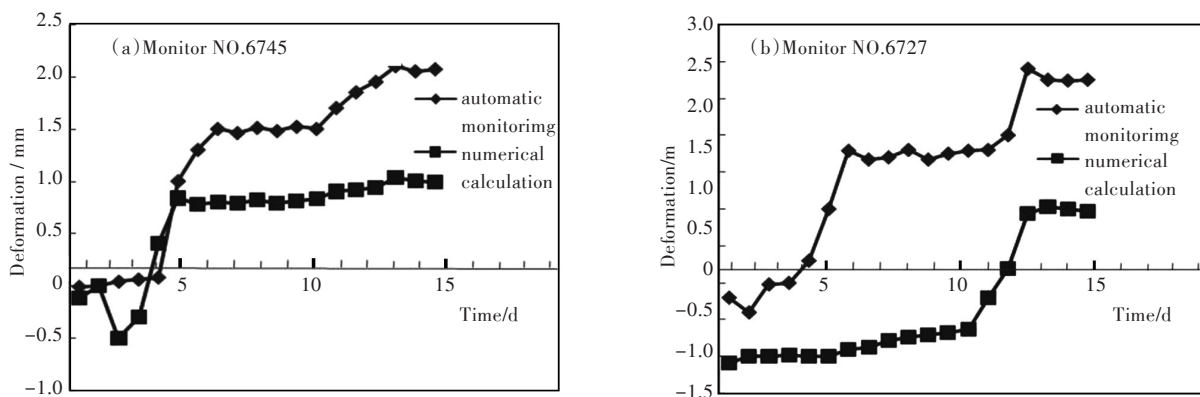 2.5
2.0
1.5
1.0
0.5
0
−0.5
−1.0
Deformation / mm
(a)Monitor NO.6745
automatic
monitorimg
numerical
calculation
5
10
15
Time/d
3.0
2.5
2.0
1.5
1.0
0.5
0
−0.5
−1.0
−1.5
Deformation/m
(b)Monitor NO.6727
automatic
monitorimg
numerical
calculation
5
10
15
Time/d